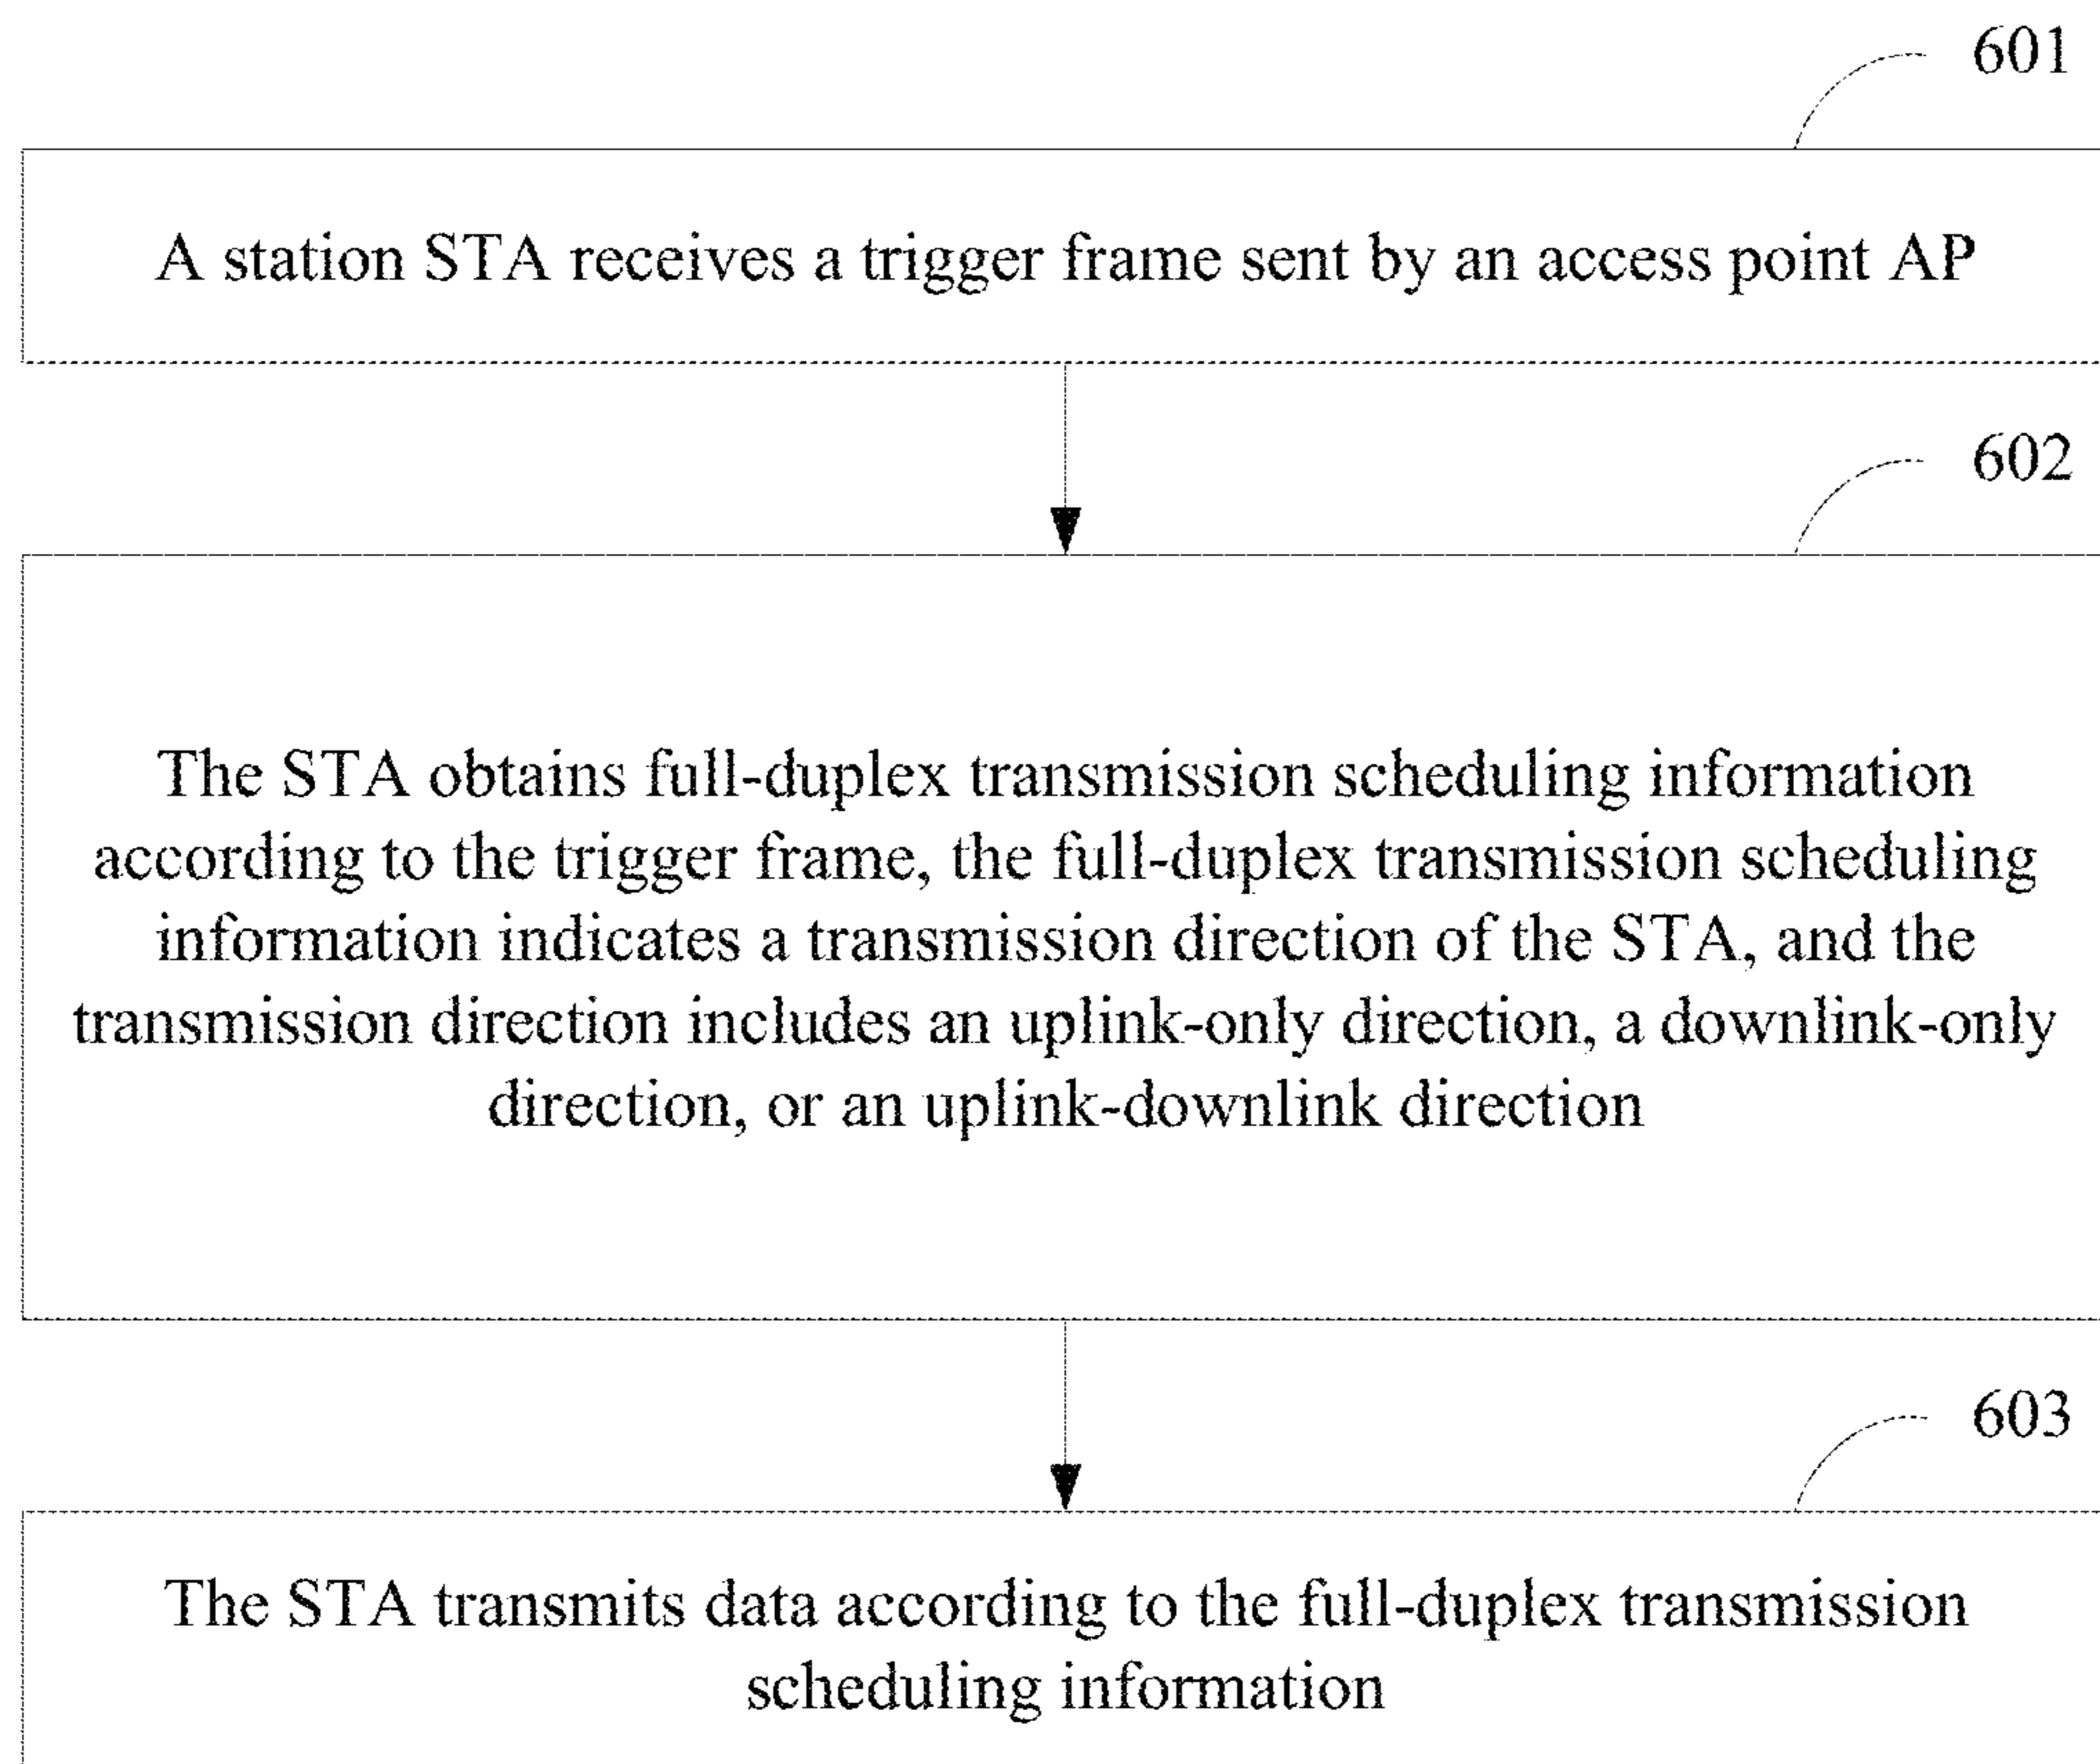 601
A station STA receives a trigger frame sent by an access point AP
602
The STA obtains full-duplex transmission scheduling information
according to the trigger frame, the full-duplex transmission scheduling
information indicates a transmission direction of the STA, and the
transmission direction includes an uplink-only direction, a downlink-only
direction, or an uplink-downlink direction
603
The STA transmits data according to the full-duplex transmission
scheduling information